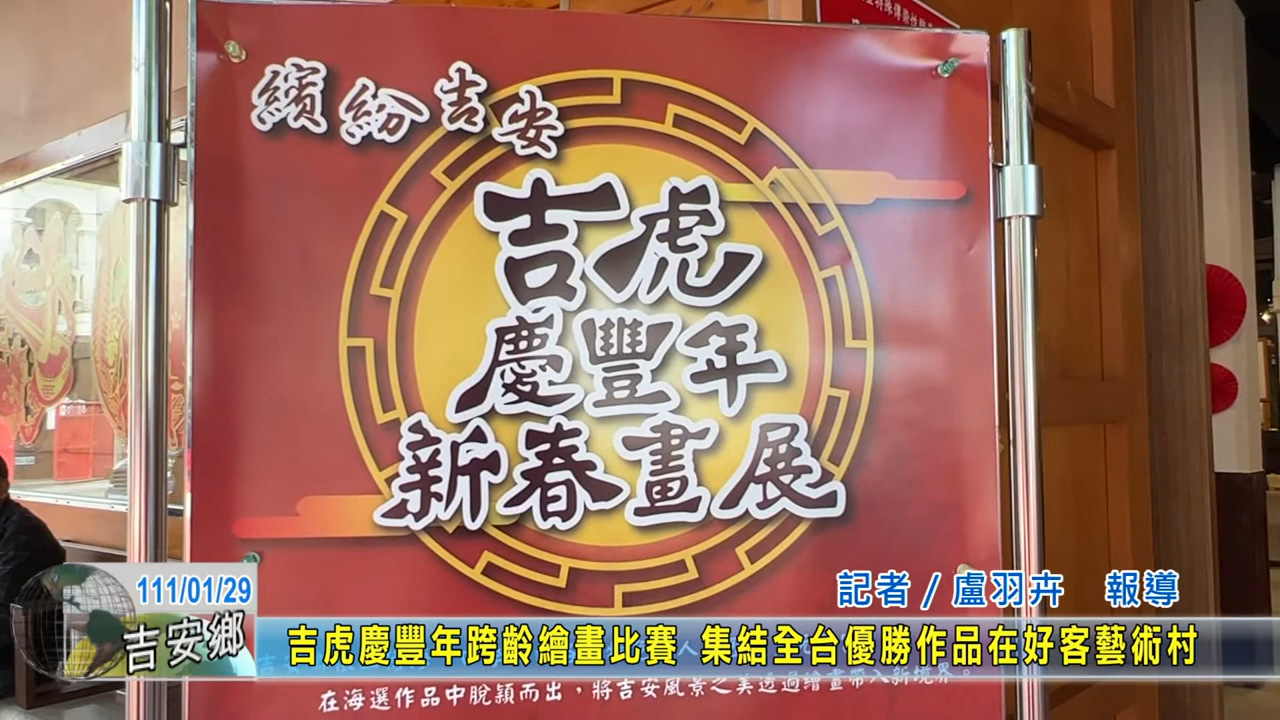 繽紛吉安
吉虎
慶豐年
新春畫展
111/01/29
吉安鄉
記者/盧羽卉 報導
吉虎慶豐年跨齡繪畫比賽 集結全台優勝作品在好客藝術村
在海選作品中脫穎而出，將吉安風景之美透過繪畫帶入新境界。